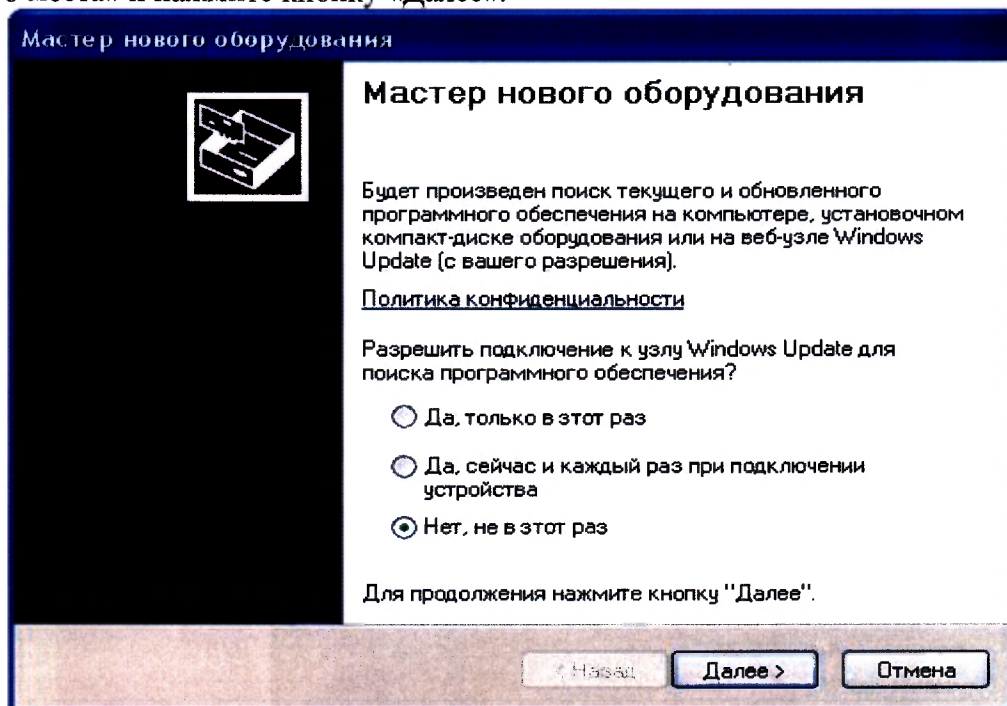 и нажмите кнопку «Далее».
Мастер нового оборудования
Мастер нового оборудования
Будет произведен поиск текущего и обновленного
программного обеспечения на компьютере, установочном
компакт-диске оборудования или на веб-узле Windows
Update (с вашего разрешения).
Политика конфиденциальности
Разрешить подключение к узлу Windows Update для
поиска программного обеспечения?
Да, только в этот раз
Да, сейчас и каждый раз при подключении
устройства
Нет, не в этот раз
Для продолжения нажмите кнопку "Далее".
< Назад
Далее >
Отмена